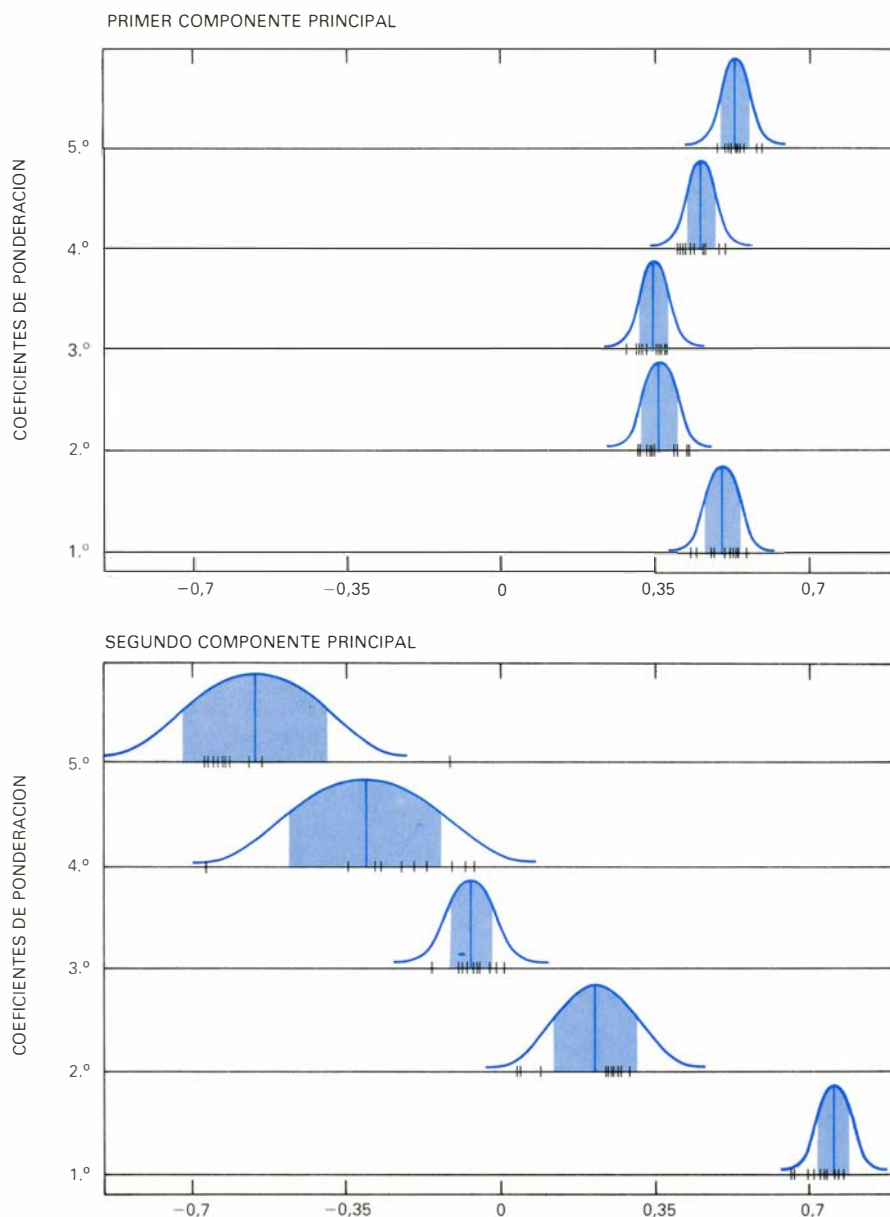 PRIMER COMPONENTE PRINCIPAL
COEFICIENTES DE PONDERACION
5.º
4.º
3.º
2.º
1.º
−0,7 −0,35 0 0,35 0,7
SEGUNDO COMPONENTE PRINCIPAL
COEFICIENTES DE PONDERACION
5.º
4.º
3.º
2.º
1.º
−0,7 −0,35 0 0,35 0,7